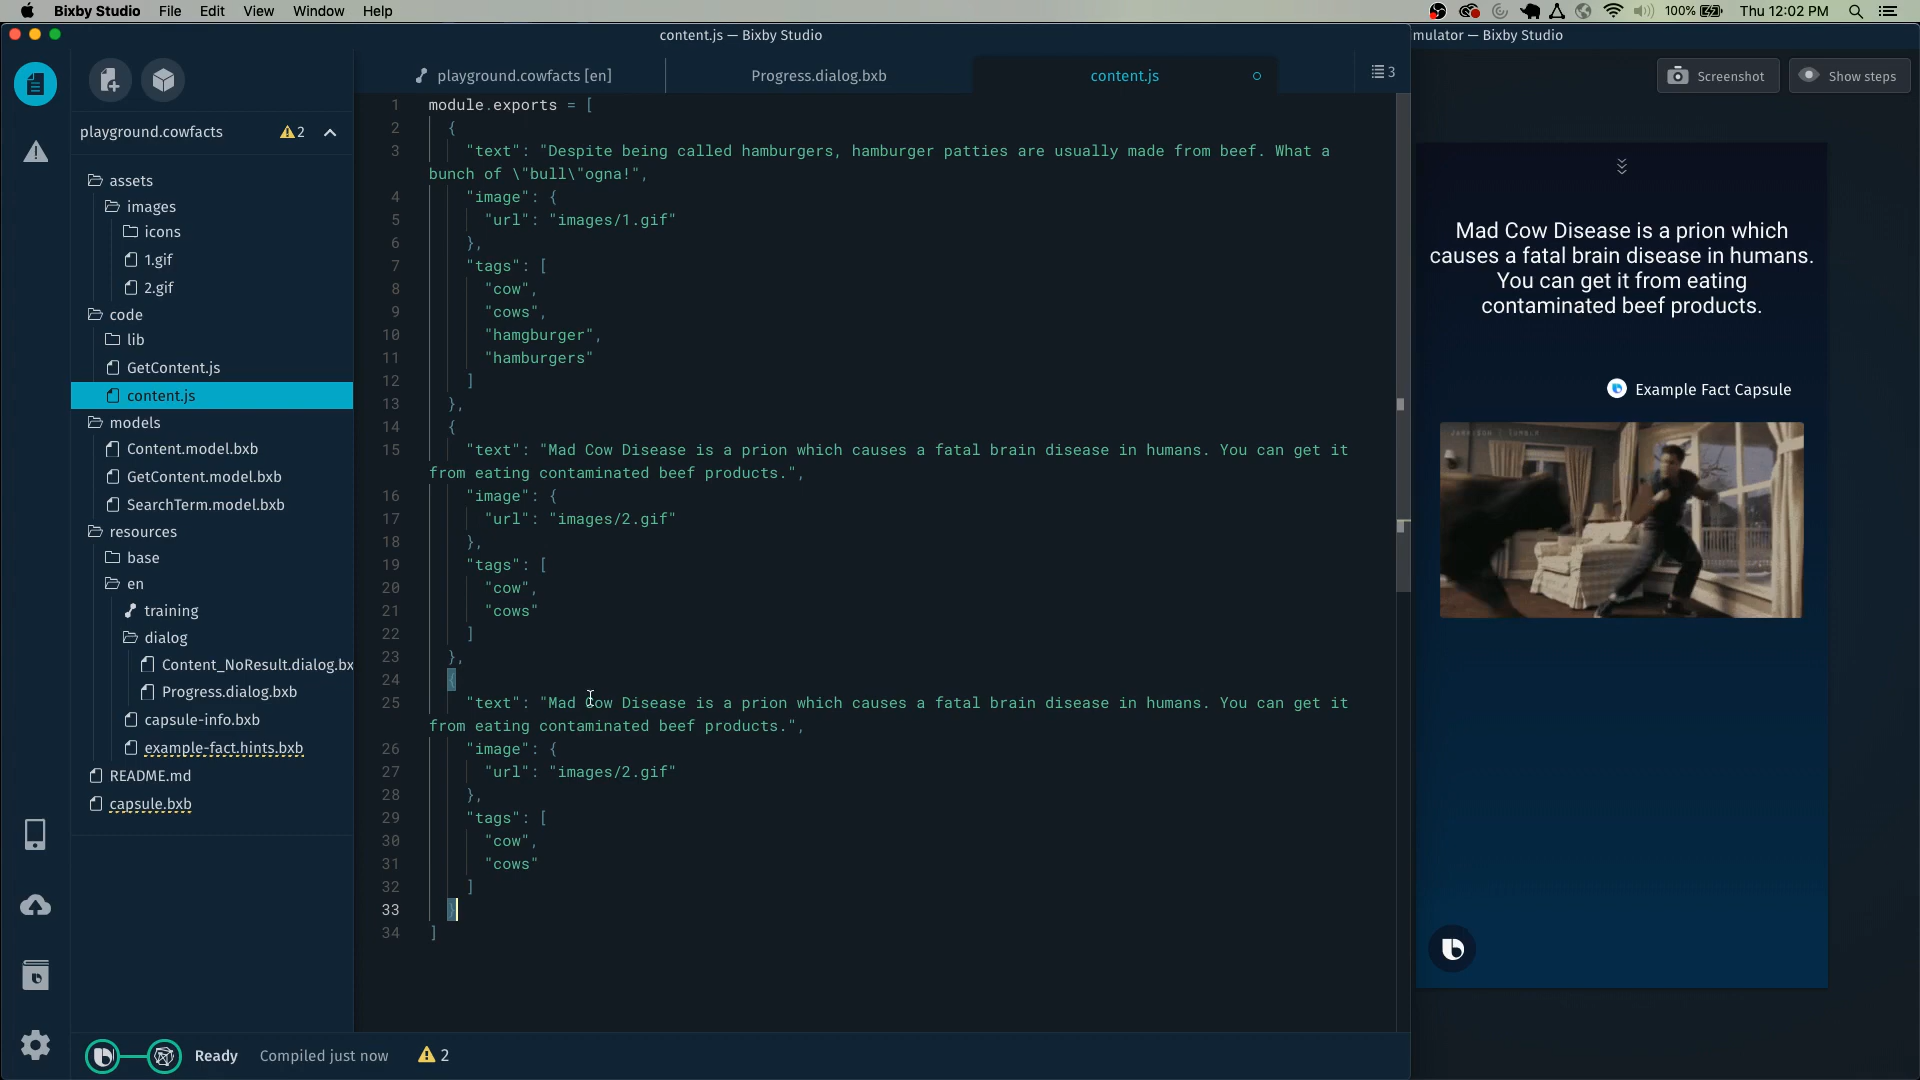 Bixby Studio File Edit View Window Help
100% Thu 12:02 PM
content.js — Bixby Studio
mulator — Bixby Studio
playground.cowfacts [en]
Progress.dialog.bxb
content.js
3
Screenshot
Show steps
playground.cowfacts
2
assets
images
icons
1.gif
2.gif
code
lib
GetContent.js
content.js
models
Content.model.bxb
GetContent.model.bxb
SearchTerm.model.bxb
resources
base
en
training
dialog
Content_NoResult.dialog.bx
Progress.dialog.bxb
capsule-info.bxb
example-fact.hints.bxb
README.md
capsule.bxb
1 module.exports = [
2 {
3 "text": "Despite being called hamburgers, hamburger patties are usually made from beef. What a
bunch of \"bull\"ogna!",
4 "image": {
5 "url": "images/1.gif"
6 },
7 "tags": [
8 "cow",
9 "cows",
10 "hamgburger",
11 "hamburgers"
12 ]
13 },
14 {
15 "text": "Mad Cow Disease is a prion which causes a fatal brain disease in humans. You can get it
from eating contaminated beef products.",
16 "image": {
17 "url": "images/2.gif"
18 },
19 "tags": [
20 "cow",
21 "cows"
22 ]
23 },
24 {
25 "text": "Mad Cow Disease is a prion which causes a fatal brain disease in humans. You can get it
from eating contaminated beef products.",
26 "image": {
27 "url": "images/2.gif"
28 },
29 "tags": [
30 "cow",
31 "cows"
32 ]
33 }
34 ]
Mad Cow Disease is a prion which
causes a fatal brain disease in humans.
You can get it from eating
contaminated beef products.
Example Fact Capsule
Ready Compiled just now 2